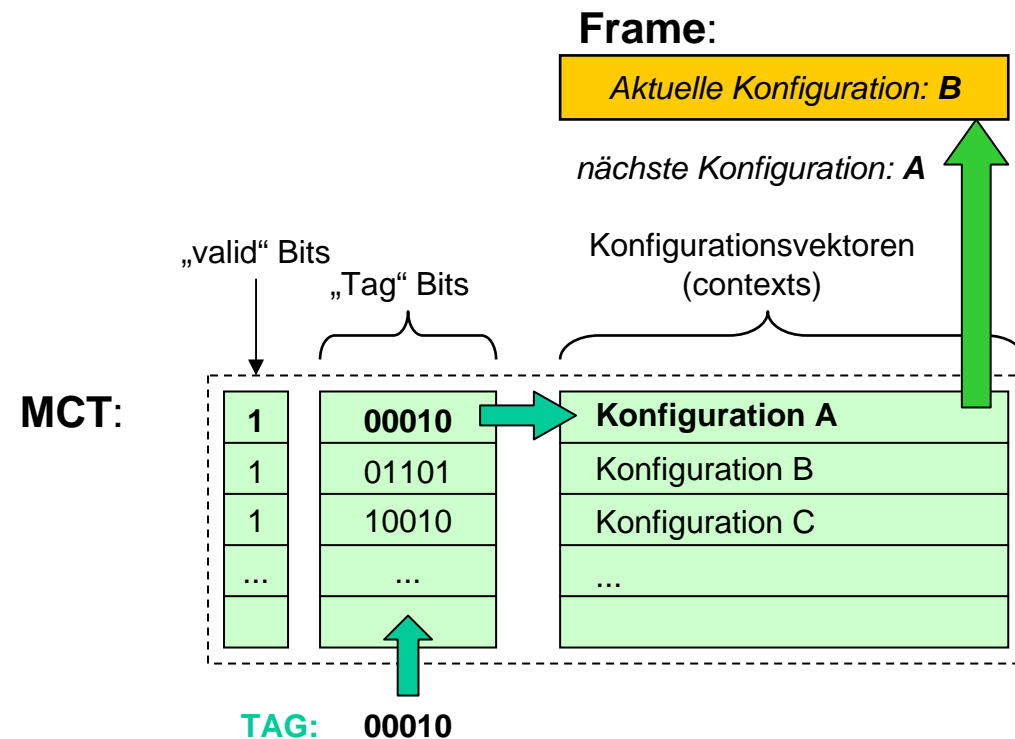 Frame:
Aktuelle Konfiguration: B
nächste Konfiguration: A
„valid“ Bits
„Tag“ Bits
Konfigurationsvektoren
(contexts)
MCT:
1 00010 Konfiguration A
1 01101 Konfiguration B
1 10010 Konfiguration C
... ... ...
TAG: 00010